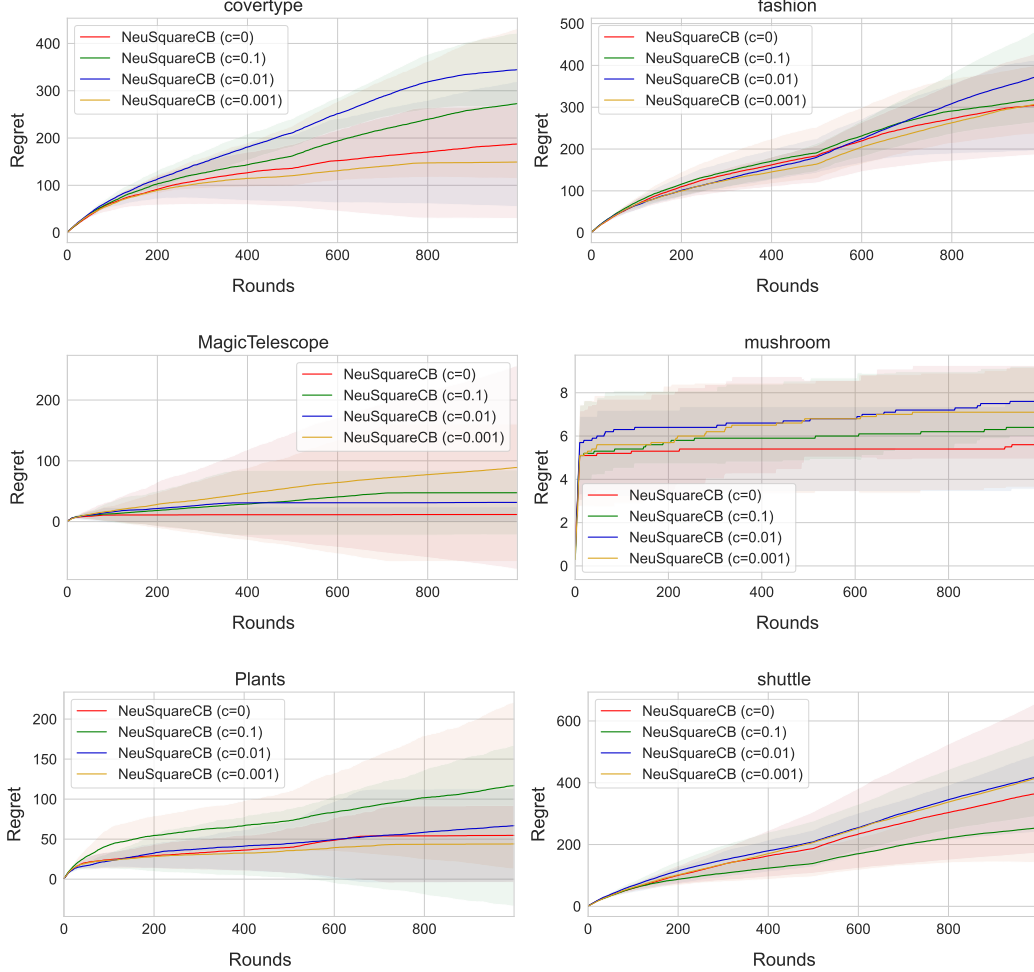 covertype
NeuSquareCB (c=0)
NeuSquareCB (c=0.1)
NeuSquareCB (c=0.01)
NeuSquareCB (c=0.001)
Regret
400
300
200
100
0
0 200 400 600 800
Rounds
fashion
NeuSquareCB (c=0)
NeuSquareCB (c=0.1)
NeuSquareCB (c=0.01)
NeuSquareCB (c=0.001)
Regret
500
400
300
200
100
0
0 200 400 600 800
Rounds
MagicTelescope
NeuSquareCB (c=0)
NeuSquareCB (c=0.1)
NeuSquareCB (c=0.01)
NeuSquareCB (c=0.001)
Regret
200
100
0
0 200 400 600 800
Rounds
mushroom
NeuSquareCB (c=0)
NeuSquareCB (c=0.1)
NeuSquareCB (c=0.01)
NeuSquareCB (c=0.001)
Regret
8
6
4
2
0
0 200 400 600 800
Rounds
Plants
NeuSquareCB (c=0)
NeuSquareCB (c=0.1)
NeuSquareCB (c=0.01)
NeuSquareCB (c=0.001)
Regret
200
150
100
50
0
0 200 400 600 800
Rounds
shuttle
NeuSquareCB (c=0)
NeuSquareCB (c=0.1)
NeuSquareCB (c=0.01)
NeuSquareCB (c=0.001)
Regret
600
400
200
0
0 200 400 600 800
Rounds